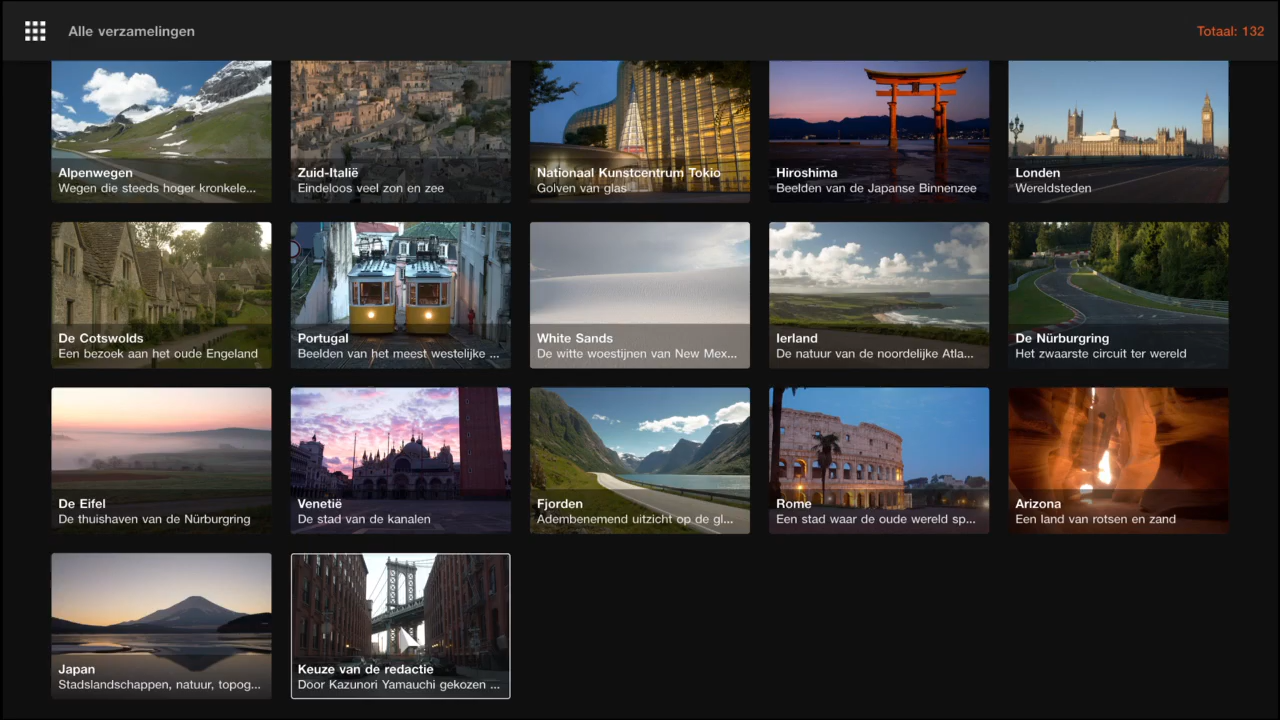 Alle verzamelingen
Totaal: 132
Alpenwegen
Wegen die steeds hoger kronkele...
Zuid-Italië
Eindeloos veel zon en zee
Nationaal Kunstcentrum Tokio
Golven van glas
Hiroshima
Beelden van de Japanse Binnenzee
Londen
Wereldsteden
De Cotswolds
Een bezoek aan het oude Engeland
Portugal
Beelden van het meest westelijke ...
White Sands
De witte woestijnen van New Mex...
Ierland
De natuur van de noordelijke Atla...
De Nürburgring
Het zwaarste circuit ter wereld
De Eifel
De thuishaven van de Nürburgring
Venetië
De stad van de kanalen
Fjorden
Adembenemend uitzicht op de gl...
Rome
Een stad waar de oude wereld sp...
Arizona
Een land van rotsen en zand
Japan
Stadslandschappen, natuur, topog...
Keuze van de redactie
Door Kazunori Yamauchi gekozen ...